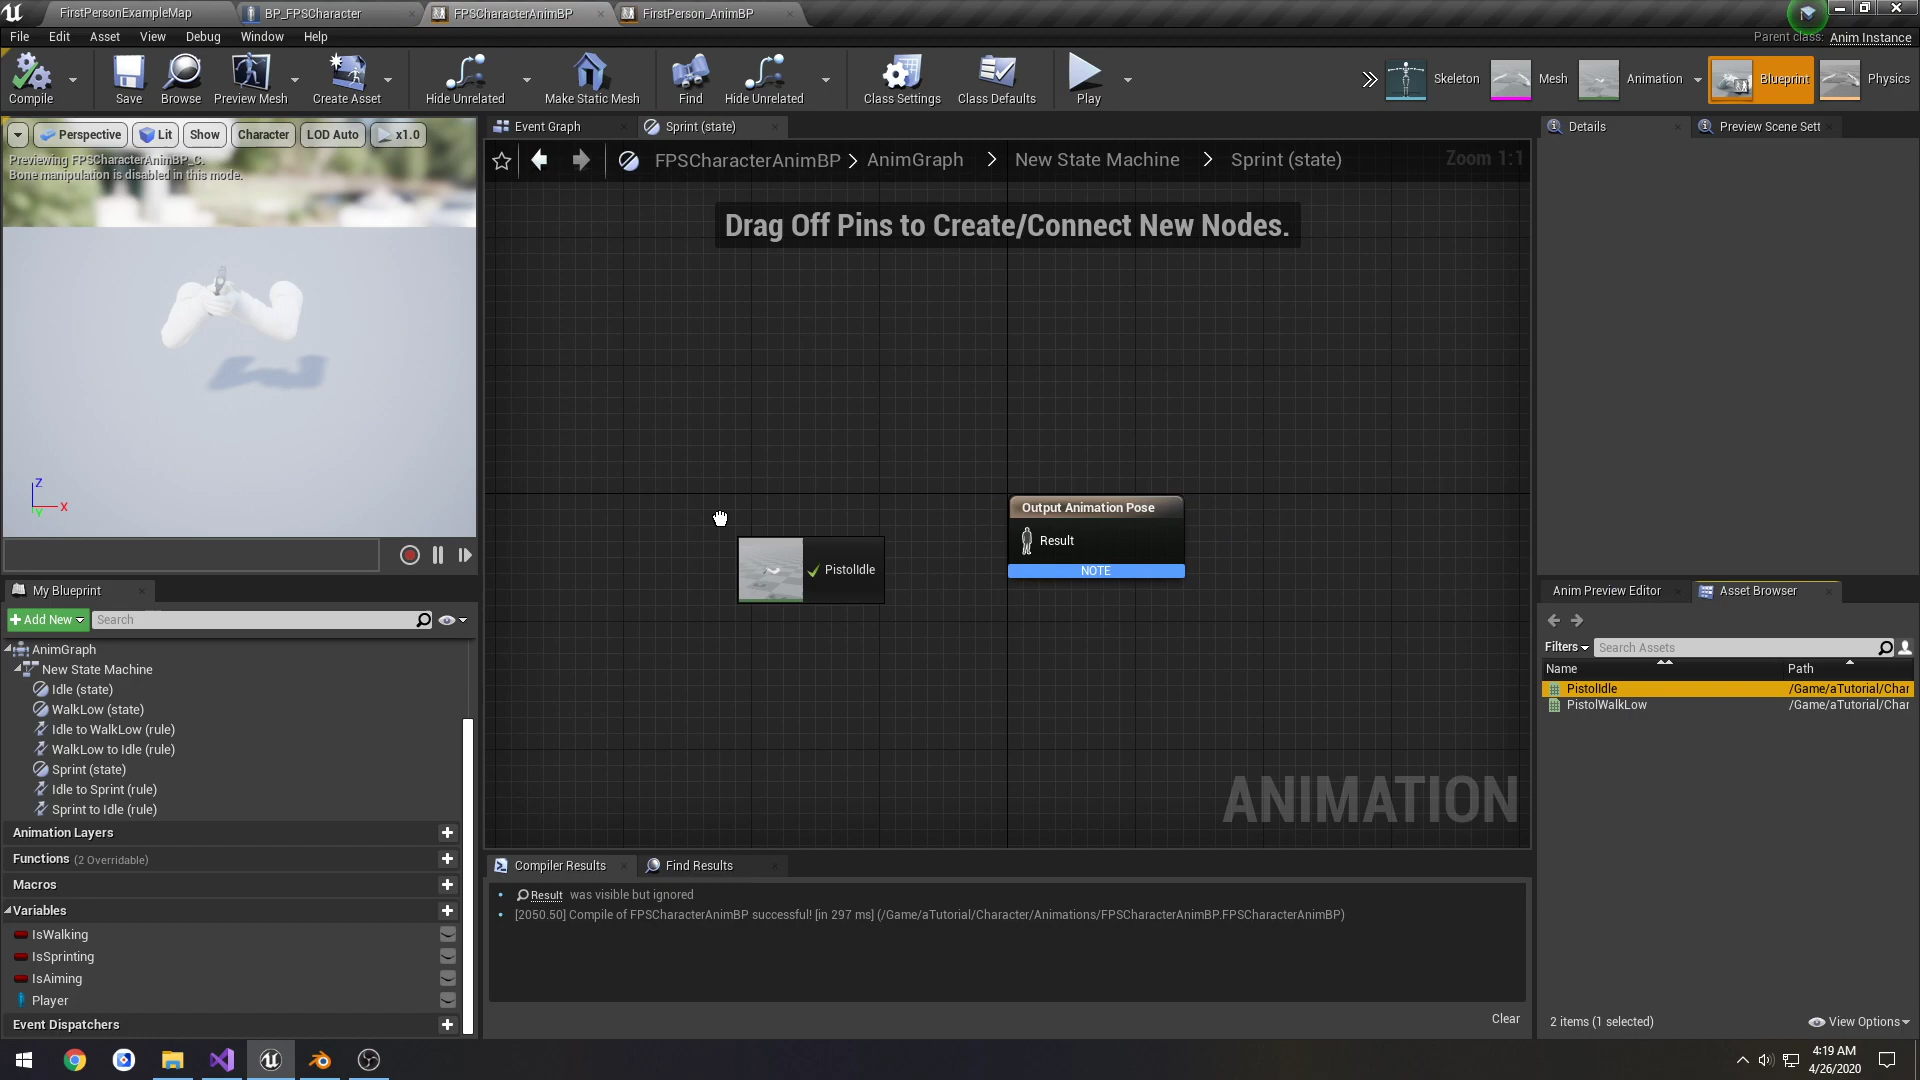 FirstPersonExampleMap
BP_FPSCharacter
FPSCharacterAnimBP
FirstPerson_AnimBP
File
Edit
Asset
View
Debug
Window
Help
Parent class:
Anim Instance
Compile
Save
Browse
Preview Mesh
Create Asset
Hide Unrelated
Make Static Mesh
Find
Hide Unrelated
Class Settings
Class Defaults
Play
Skeleton
Mesh
Animation
Blueprint
Physics
Perspective
Lit
Show
Character
LOD Auto
x1.0
Previewing FPSCharacterAnimBP_C.
Bone manipulation is disabled in this mode.
Z
X
Y
Event Graph
Sprint (state)
FPSCharacterAnimBP
AnimGraph
New State Machine
Sprint (state)
Zoom 1:1
Drag Off Pins to Create/Connect New Nodes.
PistolIdle
Output Animation Pose
Result
NOTE
ANIMATION
Details
Preview Scene Sett
My Blueprint
Add New
Search
AnimGraph
New State Machine
Idle (state)
WalkLow (state)
Idle to WalkLow (rule)
WalkLow to Idle (rule)
Sprint (state)
Idle to Sprint (rule)
Sprint to Idle (rule)
Animation Layers
Functions (2 Overridable)
Macros
Variables
IsWalking
IsSprinting
IsAiming
Player
Event Dispatchers
Compiler Results
Find Results
Result was visible but ignored
[2050.50] Compile of FPSCharacterAnimBP successful! [in 297 ms] (/Game/aTutorial/Character/Animations/FPSCharacterAnimBP.FPSCharacterAnimBP)
Clear
Anim Preview Editor
Asset Browser
Filters
Search Assets
Name
Path
PistolIdle
/Game/aTutorial/Char
PistolWalkLow
/Game/aTutorial/Char
2 items (1 selected)
View Options
4:19 AM
4/26/2020